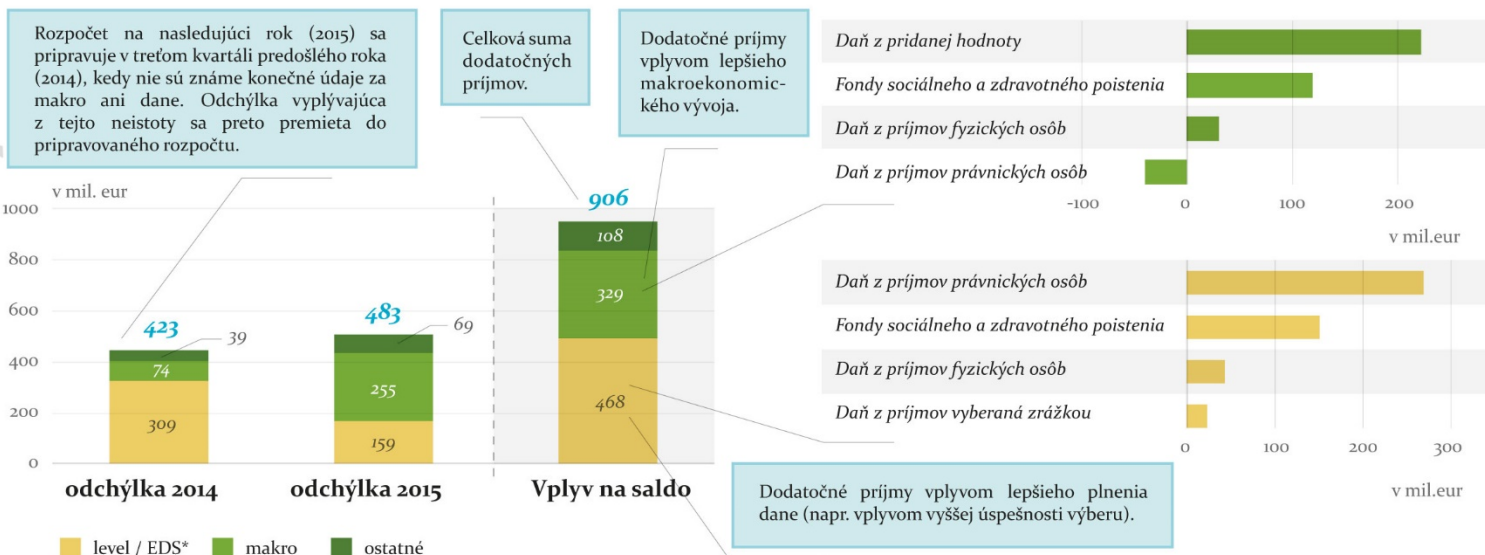 Rozpočet na nasledujúci rok (2015) sa
pripravuje v treťom kvartáli predošlého roka
(2014), kedy nie sú známe konečné údaje za
makro ani dane. Odchýlka vyplývajúca
z tejto neistoty sa preto premieta do
pripravovaného rozpočtu.
Celková suma
dodatočných
príjmov.
Dodatočné príjmy
vplyvom lepšieho
makroekonomic-
kého vývoja.
v mil. eur
1000
800
600
400
200
0
423
39
74
309
483
69
255
159
906
108
329
468
odchýlka 2014
odchýlka 2015
Vplyv na saldo
level / EDS*
makro
ostatné
Daň z pridanej hodnoty
Fondy sociálneho a zdravotného poistenia
Daň z príjmov fyzických osôb
Daň z príjmov právnických osôb
-100 0 100 200
v mil.eur
Daň z príjmov právnických osôb
Fondy sociálneho a zdravotného poistenia
Daň z príjmov fyzických osôb
Daň z príjmov vyberaná zrážkou
0 100 200 300
v mil.eur
Dodatočné príjmy vplyvom lepšieho plnenia
dane (napr. vplyvom vyššej úspešnosti výberu).